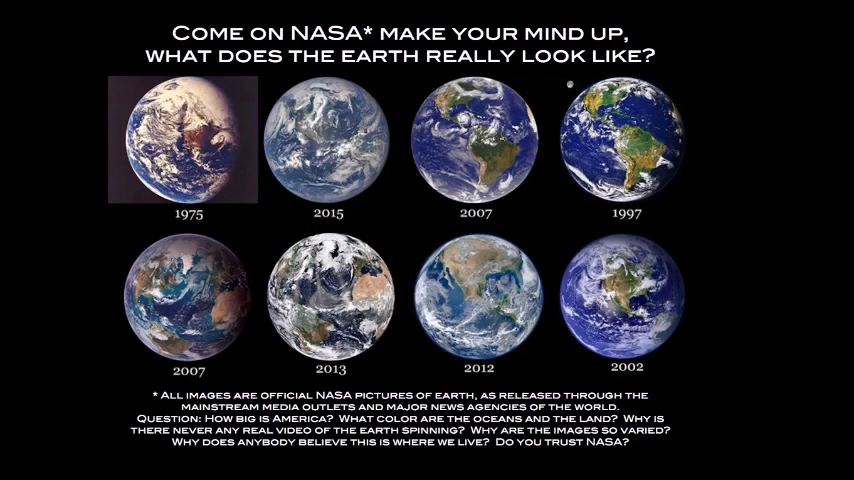 COME ON NASA* MAKE YOUR MIND UP,
WHAT DOES THE EARTH REALLY LOOK LIKE?
1975
2015
2007
1997
2007
2013
2012
2002
* ALL IMAGES ARE OFFICIAL NASA PICTURES OF EARTH, AS RELEASED THROUGH THE
MAINSTREAM MEDIA OUTLETS AND MAJOR NEWS AGENCIES OF THE WORLD.
QUESTION: HOW BIG IS AMERICA? WHAT COLOR ARE THE OCEANS AND THE LAND? WHY IS
THERE NEVER ANY REAL VIDEO OF THE EARTH SPINNING? WHY ARE THE IMAGES SO VARIED?
WHY DOES ANYBODY BELIEVE THIS IS WHERE WE LIVE? DO YOU TRUST NASA?